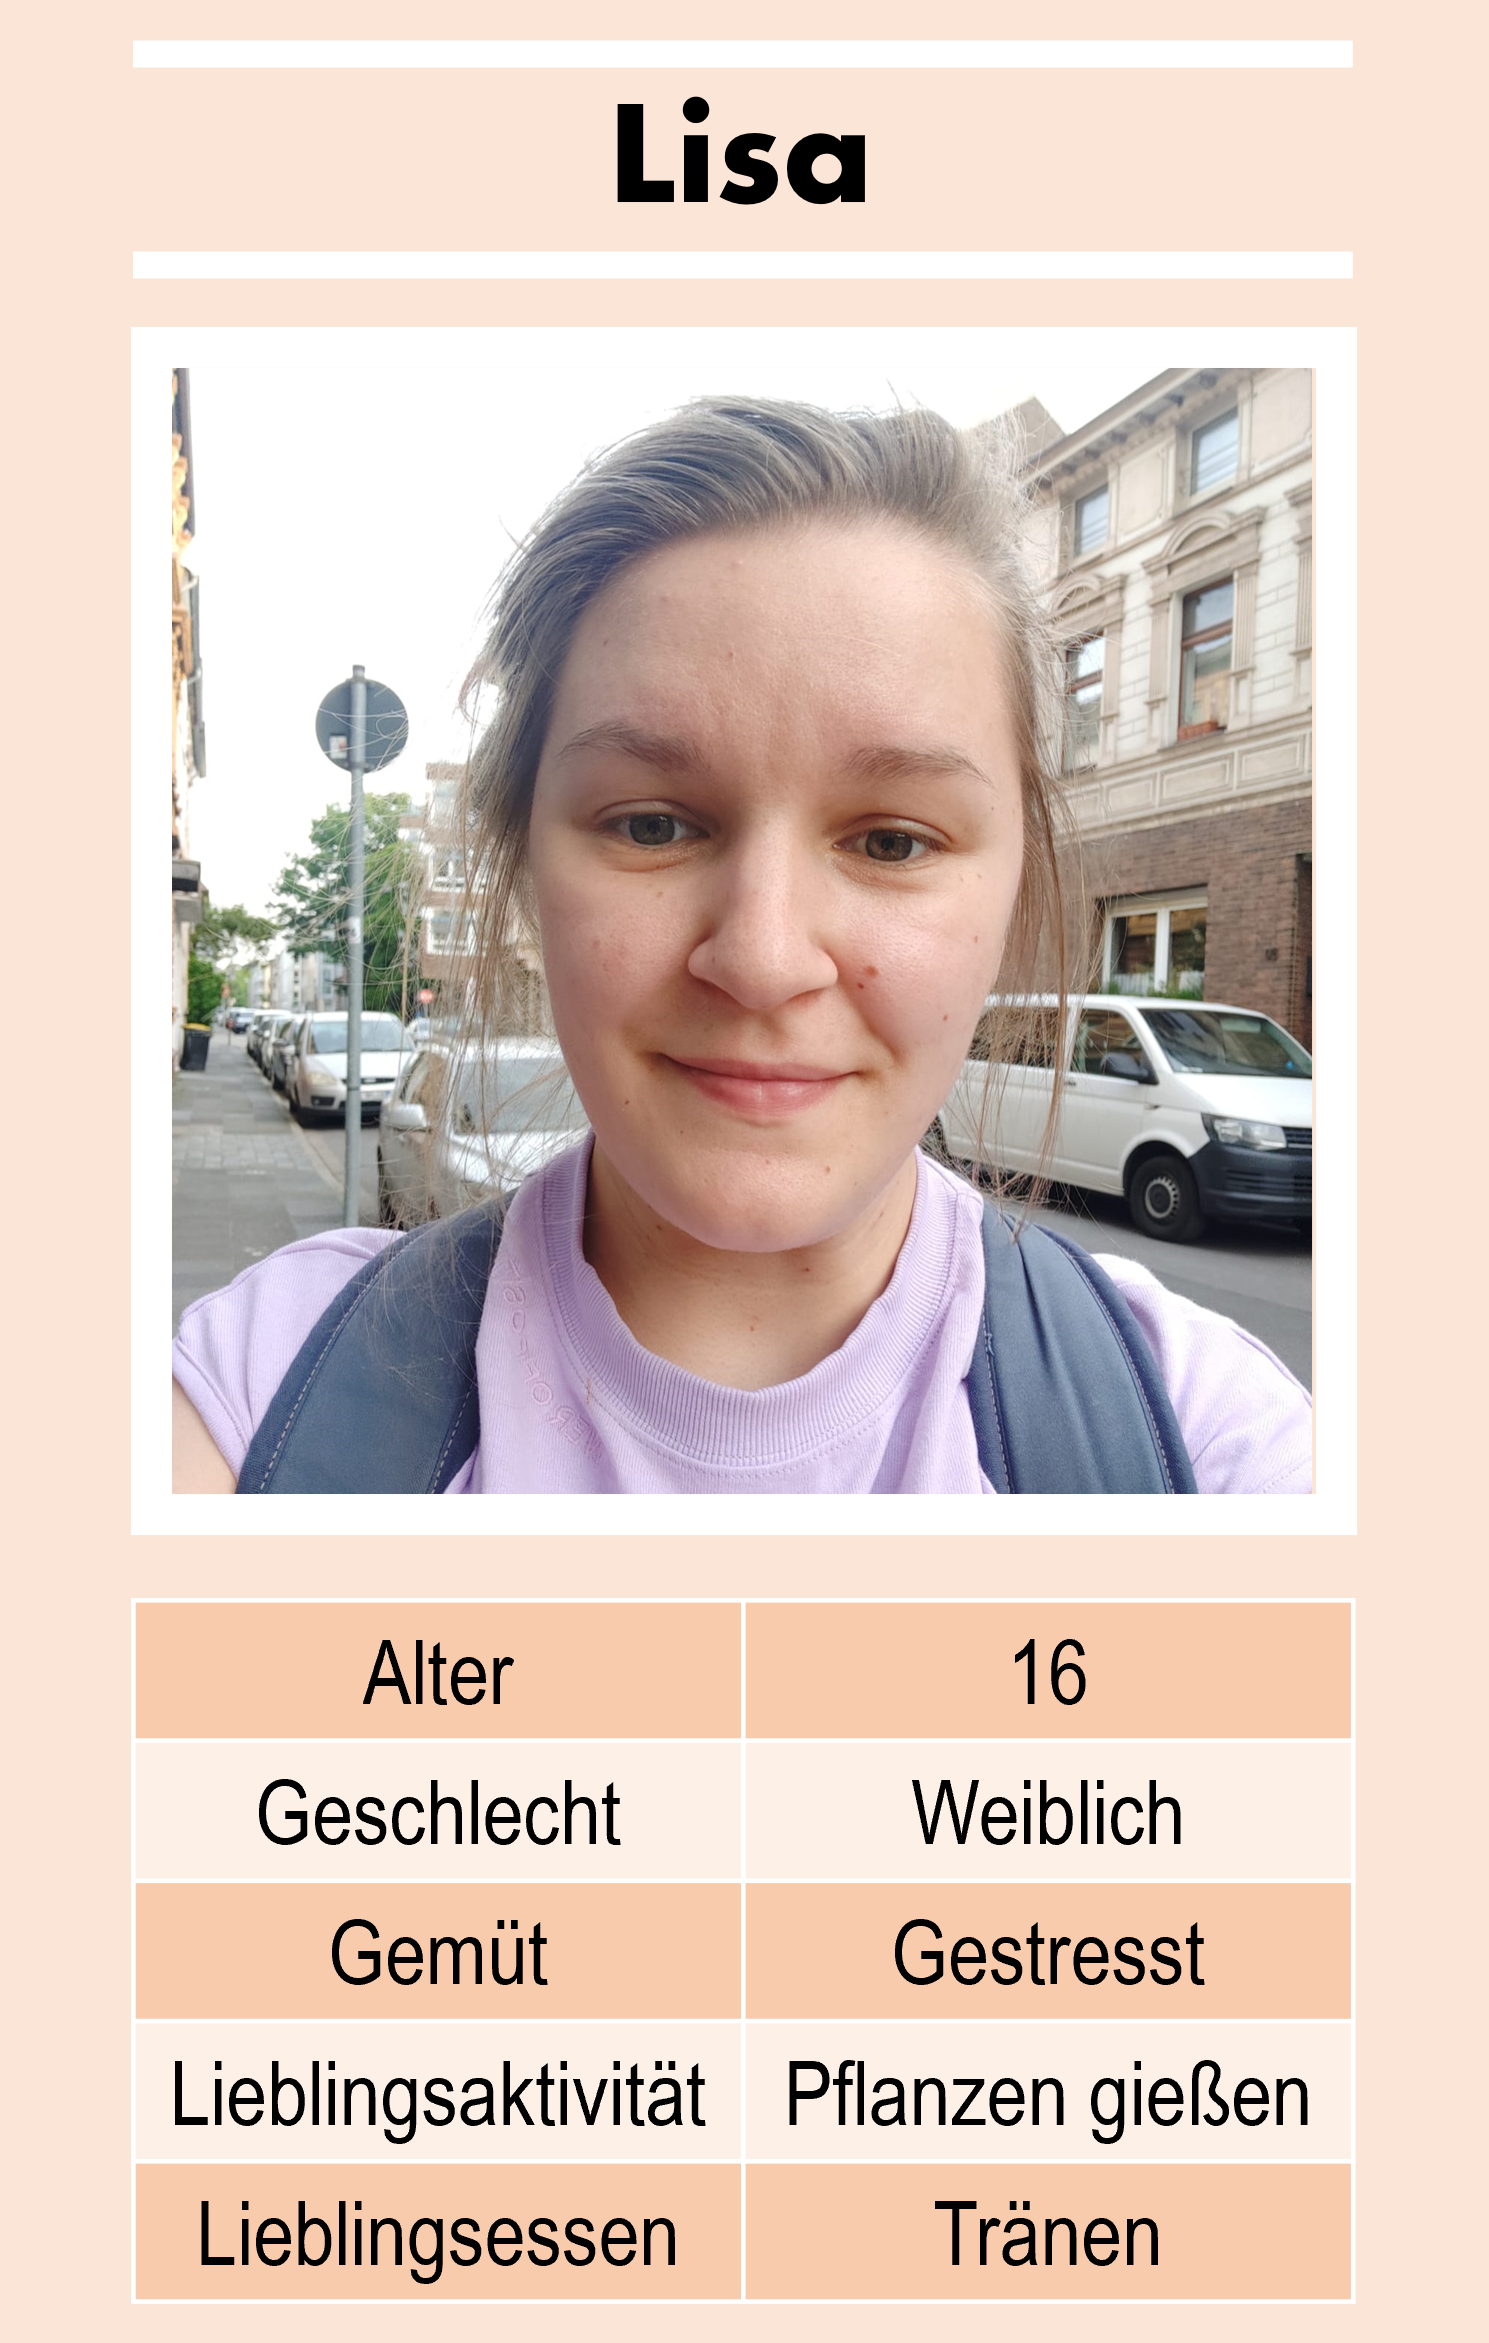 Lisa
Alter 16
Geschlecht Weiblich
Gemüt Gestresst
Lieblingsaktivität Pflanzen gießen
Lieblingsessen Tränen